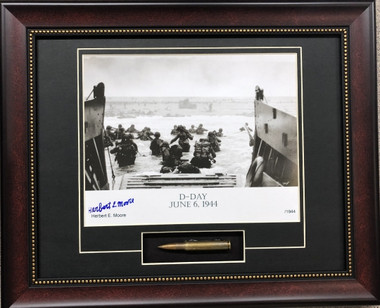 D-DAY
JUNE 6, 1944
Herbert E. Moore
Herbert E. Moore